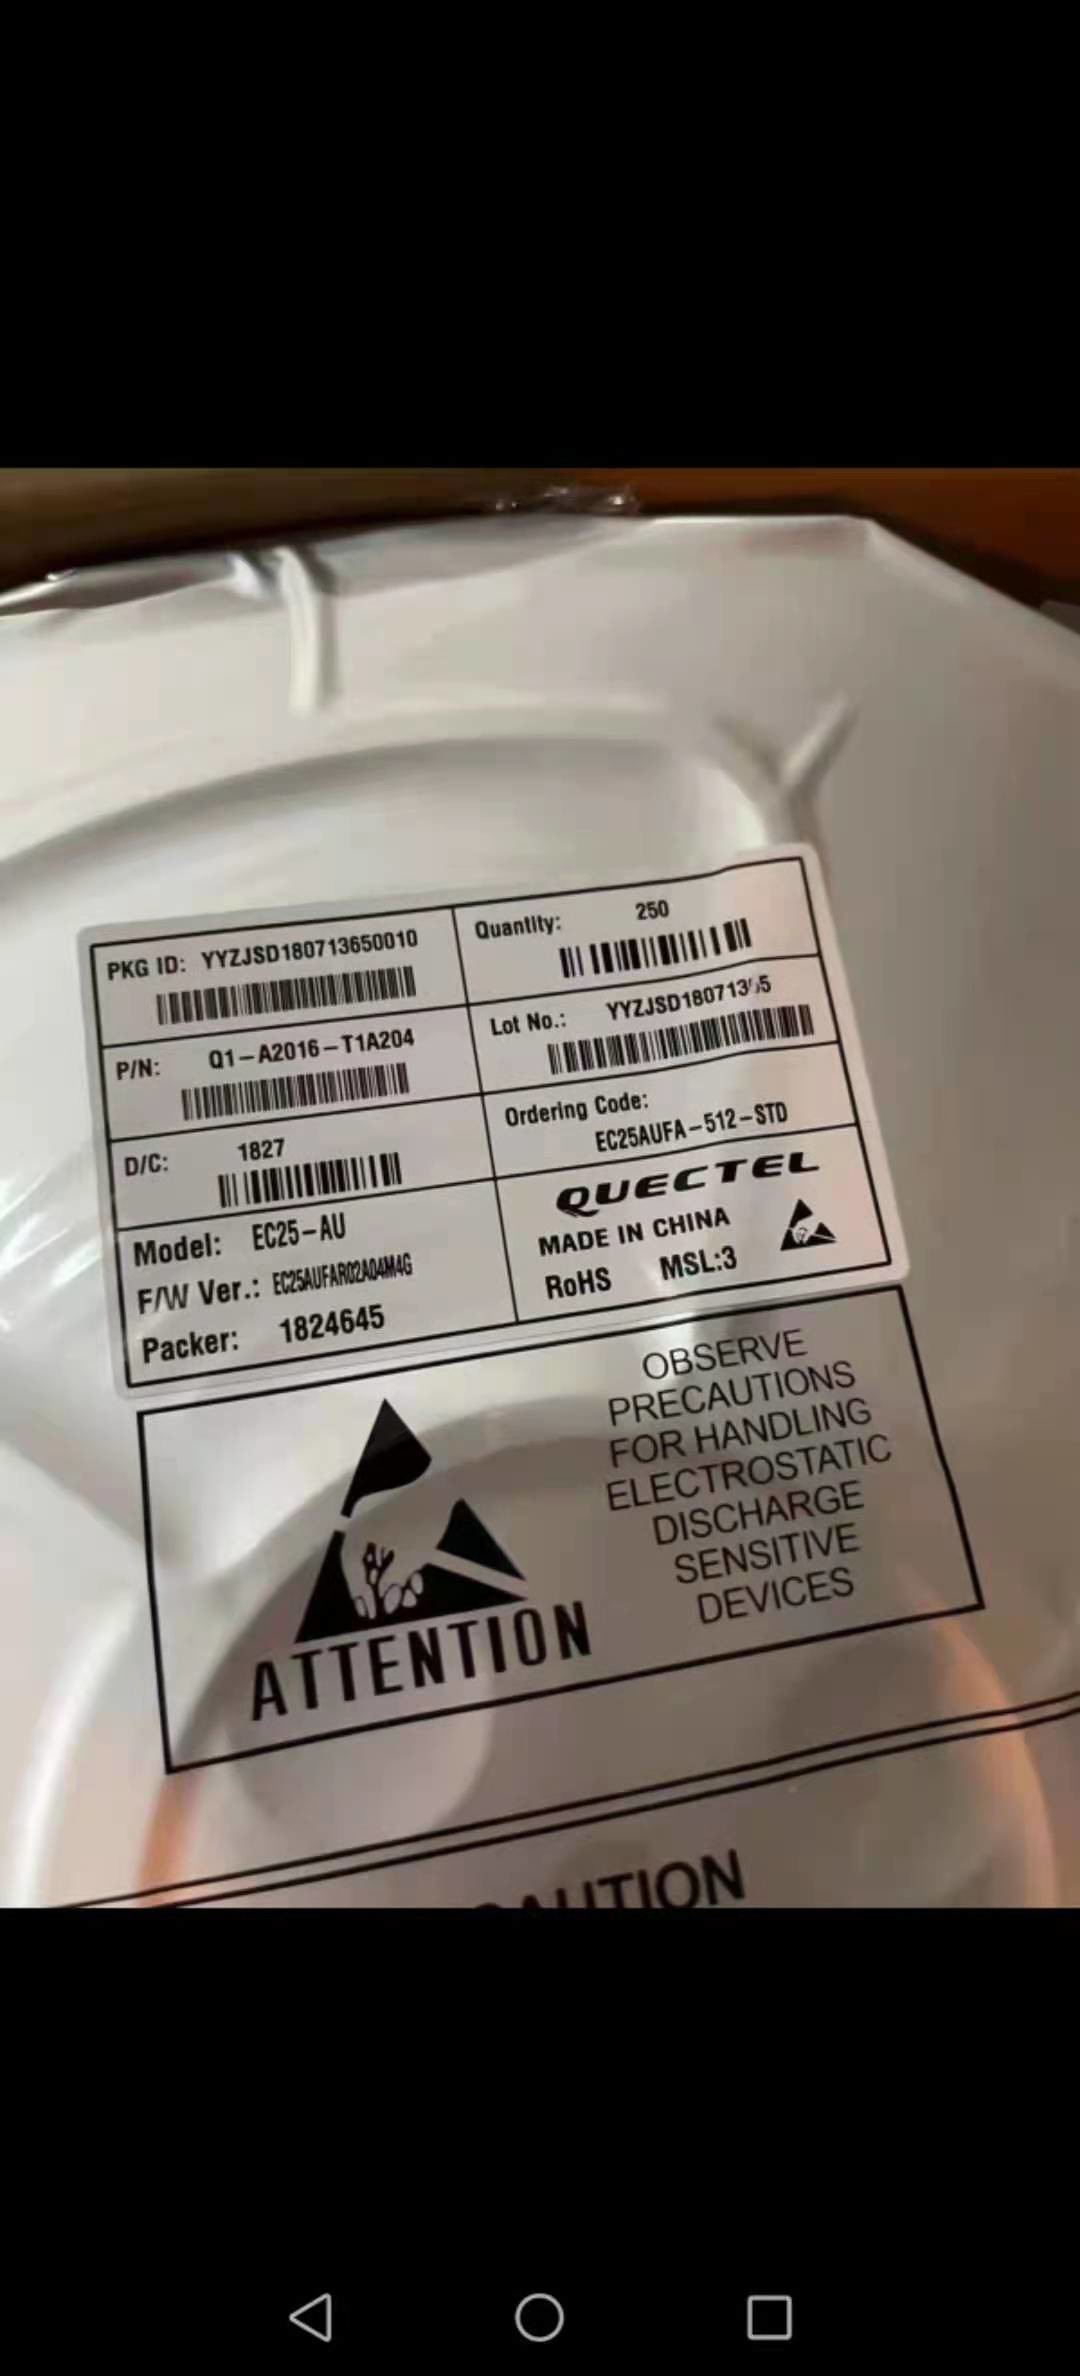 PKG ID: YYZJSD180713650010
Quantity: 250
P/N: Q1-A2016-T1A204
Lot No.:
D/C: 1827
Ordering Code:
EC25AUFA-512-STD
Model: EC25-AU
F/W Ver.: EC25AUFAR02A04M4G
Packer: 1824645
QUECTEL
MADE IN CHINA
RoHS MSL:3
ATTENTION
OBSERVE
PRECAUTIONS
FOR HANDLING
ELECTROSTATIC
DISCHARGE
SENSITIVE
DEVICES